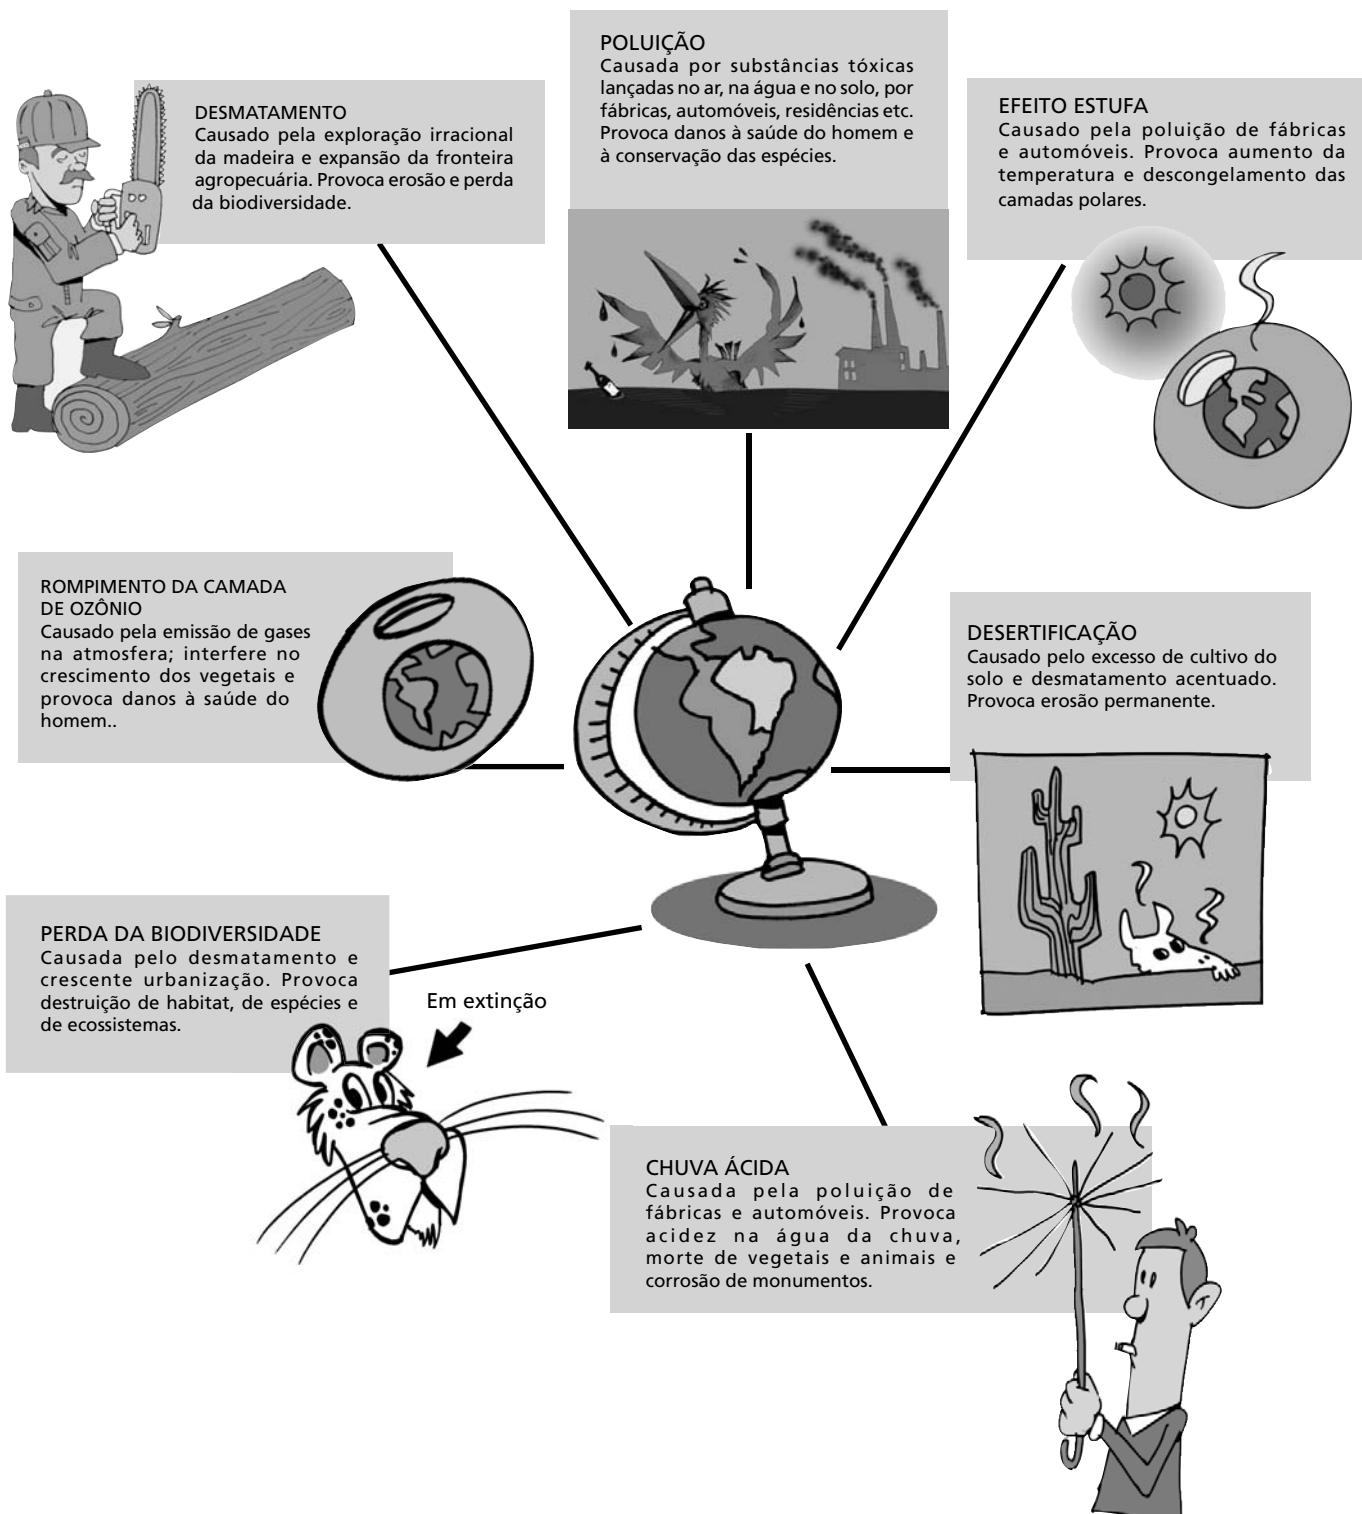 POLUIÇÃO
Causada por substâncias tóxicas
lançadas no ar, na água e no solo, por
fábricas, automóveis, residências etc.
Provoca danos à saúde do homem e
à conservação das espécies.
DESMATAMENTO
Causado pela exploração irracional
da madeira e expansão da fronteira
agropecuária. Provoca erosão e perda
da biodiversidade.
EFEITO ESTUFA
Causado pela poluição de fábricas
e automóveis. Provoca aumento da
temperatura e descongelamento das
camadas polares.
ROMPIMENTO DA CAMADA
DE OZÔNIO
Causado pela emissão de gases
na atmosfera; interfere no
crescimento dos vegetais e
provoca danos à saúde do
homem..
DESERTIFICAÇÃO
Causado pelo excesso de cultivo do
solo e desmatamento acentuado.
Provoca erosão permanente.
PERDA DA BIODIVERSIDADE
Causada pelo desmatamento e
crescente urbanização. Provoca
destruição de habitat, de espécies e
de ecossistemas.
Em extinção
CHUVA ÁCIDA
Causada pela poluição de
fábricas e automóveis. Provoca
acidez na água da chuva,
morte de vegetais e animais e
corrosão de monumentos.